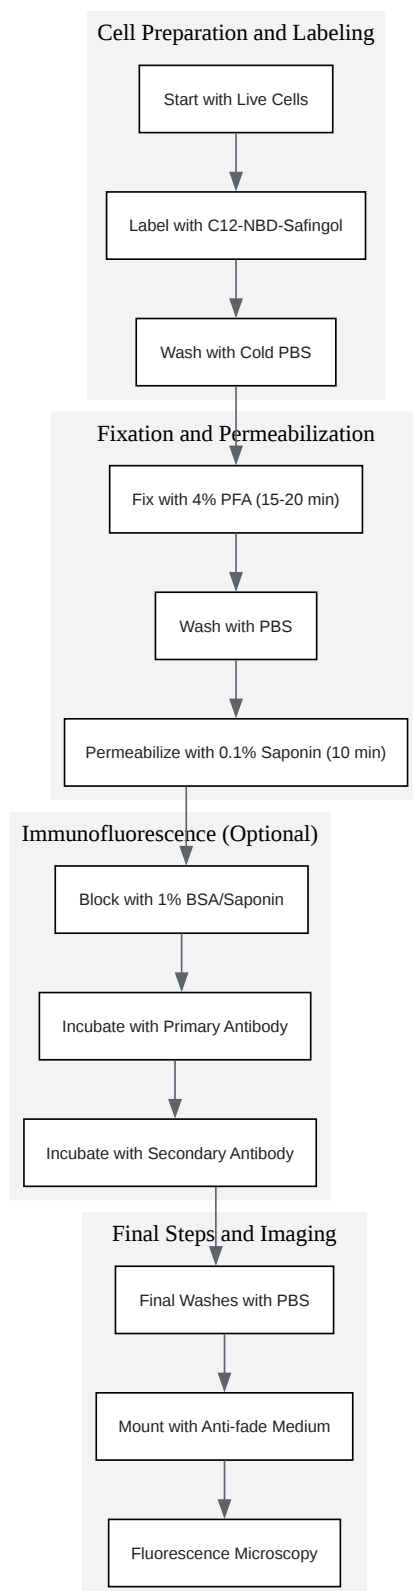 Cell Preparation and Labeling
Start with Live Cells
Label with C12-NBD-Safingol
Wash with Cold PBS
Fixation and Permeabilization
Fix with 4% PFA (15-20 min)
Wash with PBS
Permeabilize with 0.1% Saponin (10 min)
Immunofluorescence (Optional)
Block with 1% BSA/Saponin
Incubate with Primary Antibody
Incubate with Secondary Antibody
Final Steps and Imaging
Final Washes with PBS
Mount with Anti-fade Medium
Fluorescence Microscopy